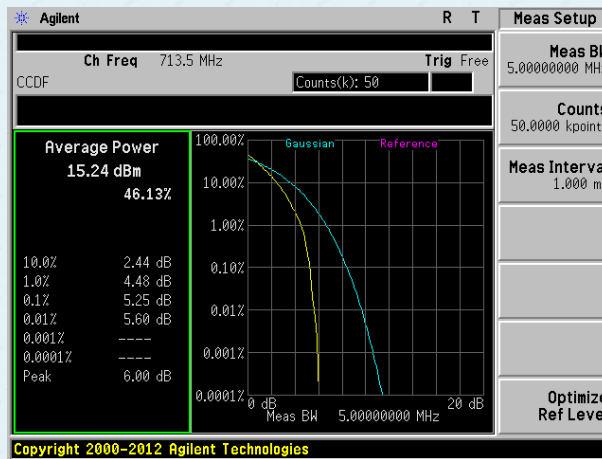 Agilent R T
Meas Setup
Ch Freq 713.5 MHz Trig Free
CCDF Counts(k): 50
Average Power
15.24 dBm
46.13%
10.0% 2.44 dB
1.0% 4.48 dB
0.1% 5.25 dB
0.01% 5.60 dB
0.001% ----
0.0001% ----
Peak 6.00 dB
Gaussian Reference
100.00%
10.00%
1.00%
0.10%
0.01%
0.001%
0.0001%
0 dB 20 dB
Meas BW 5.00000000 MHz
Meas B
5.00000000 MH
Counts
50.0000 kpoint
Meas Interva
1.000 m
Optimize
Ref Leve
Copyright 2000-2012 Agilent Technologies